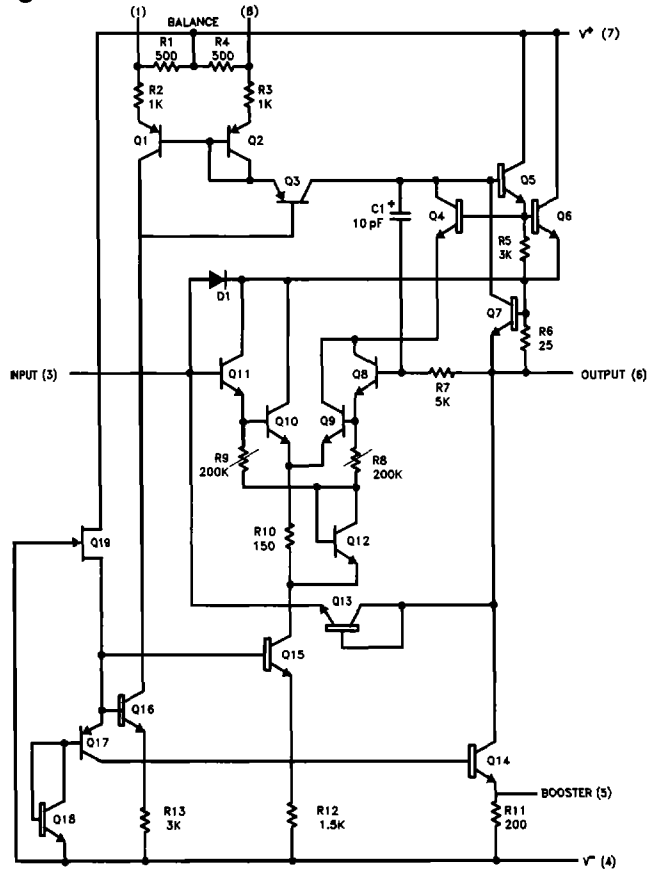 (1)
BALANCE
(8)
R1
500
R4
500
V+ (7)
R2
1K
R3
1K
Q1
Q2
Q3
Q5
C1
+
10 pF
Q4
Q6
R5
3K
D1
Q7
R6
25
INPUT (3)
Q11
Q8
R7
5K
OUTPUT (6)
Q10
Q9
R9
200K
R8
200K
R10
150
Q12
Q19
Q13
Q15
Q16
Q17
Q14
BOOSTER (5)
Q18
R13
3K
R12
1.5K
R11
200
V- (4)